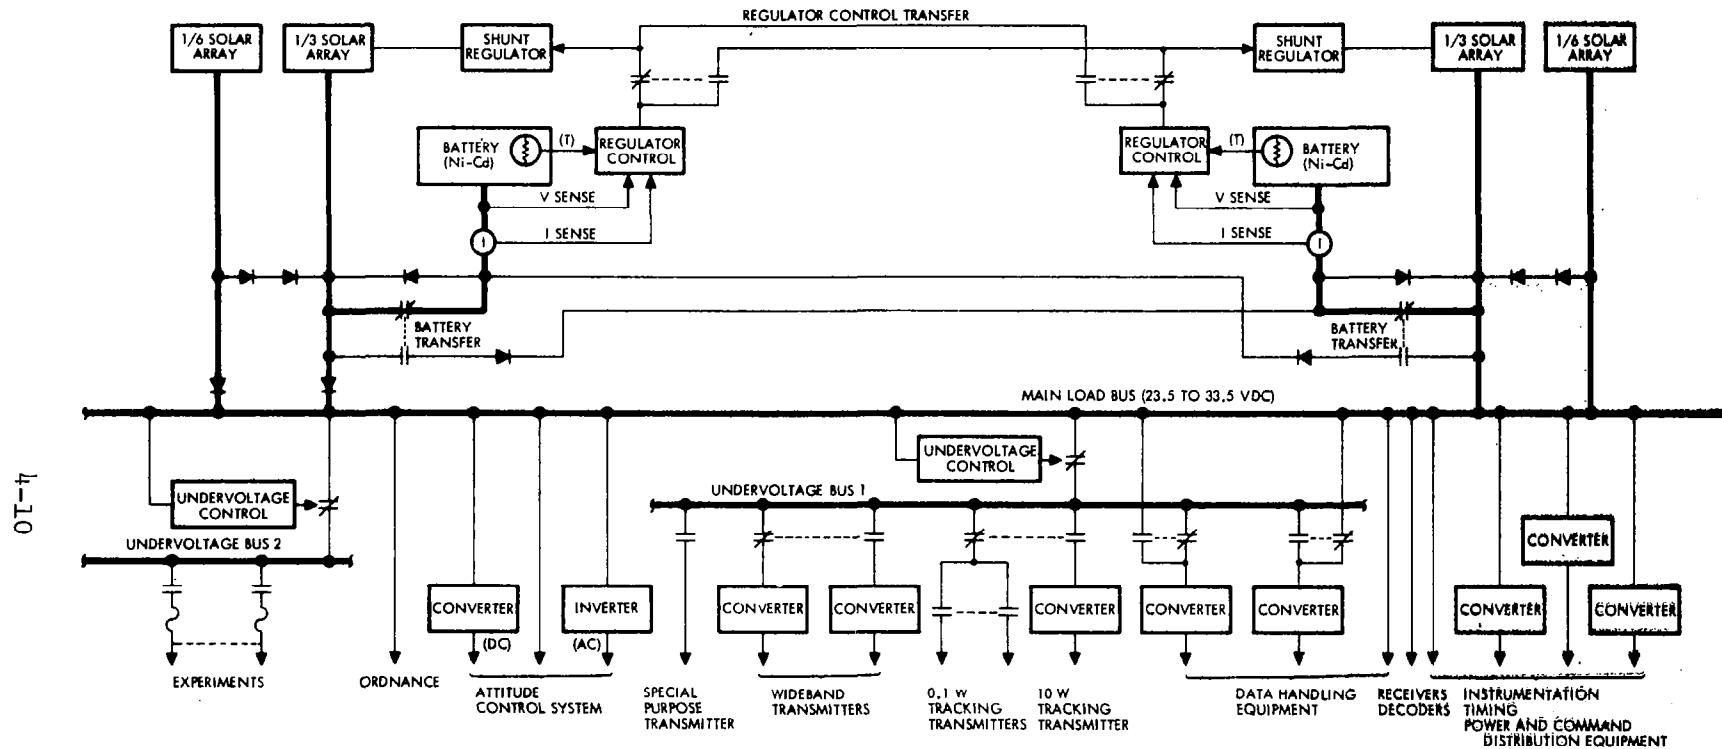 REGULATOR CONTROL TRANSFER
1/6 SOLAR
ARRAY
1/3 SOLAR
ARRAY
SHUNT
REGULATOR
SHUNT
REGULATOR
1/3 SOLAR
ARRAY
1/6 SOLAR
ARRAY
BATTERY
(Ni-Cd)
(T)
REGULATOR
CONTROL
REGULATOR
CONTROL
(T)
BATTERY
(Ni-Cd)
V SENSE
V SENSE
I SENSE
I SENSE
I
I
BATTERY
TRANSFER
BATTERY
TRANSFER
MAIN LOAD BUS (23.5 TO 33.5 VDC)
UNDERVOLTAGE
CONTROL
UNDERVOLTAGE
CONTROL
UNDERVOLTAGE BUS 1
UNDERVOLTAGE BUS 2
4-10
CONVERTER
CONVERTER
(DC)
INVERTER
(AC)
CONVERTER
CONVERTER
CONVERTER
CONVERTER
CONVERTER
CONVERTER
CONVERTER
EXPERIMENTS
ORDNANCE
ATTITUDE
CONTROL SYSTEM
SPECIAL
PURPOSE
TRANSMITTER
WIDEBAND
TRANSMITTERS
0.1 W
TRACKING
TRANSMITTERS
10 W
TRACKING
TRANSMITTER
DATA HANDLING
EQUIPMENT
RECEIVERS
DECODERS
INSTRUMENTATION
TIMING
POWER AND COMMAND
DISTRIBUTION EQUIPMENT